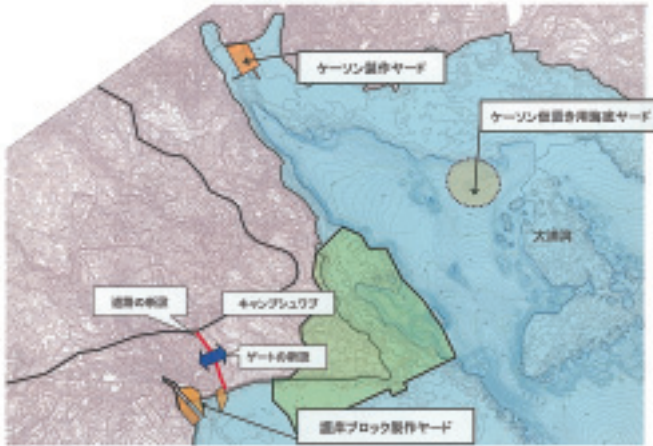 ケーソン製作ヤード
ケーソン仮置き用海底ヤード
大浦湾
道路の新設
キャンプシュワブ
ゲートの新設
護岸ブロック製作ヤード